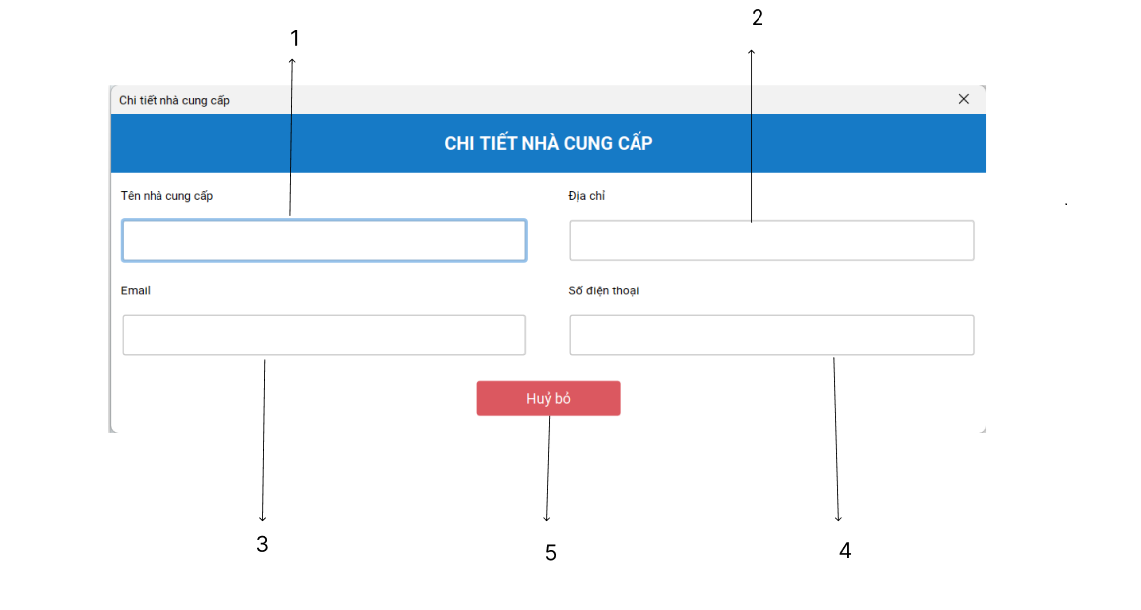 1
2
Chi tiết nhà cung cấp
CHI TIẾT NHÀ CUNG CẤP
Tên nhà cung cấp
Địa chỉ
Email
Số điện thoại
Huỷ bỏ
3
5
4